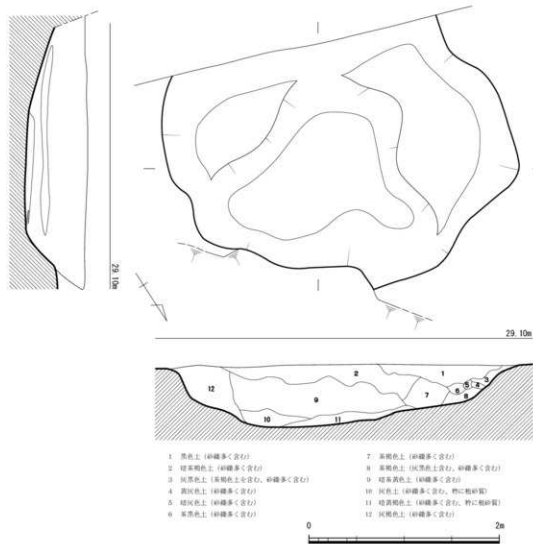 29.10m
29.10m
1
2
3
4
5
6
7
8
9
10
11
12
1 黒色土（砂礫多く含む）
2 暗茶褐色土（砂礫多く含む）
3 灰黒色土（茶褐色土を含む、砂礫多く含む）
4 黄灰色土（砂礫多く含む）
5 暗灰色土（砂礫多く含む）
6 茶黒色土（砂礫多く含む）
7 茶褐色土（砂礫多く含む）
8 茶褐色土（灰黒色土含む、砂礫多く含む）
9 暗茶黄色土（砂礫多く含む）
10 灰色土（砂礫多く含む、特に粗砂質）
11 暗黄褐色土（砂礫多く含む、特に粗砂質）
12 灰褐色土（砂礫多く含む）
0 2m